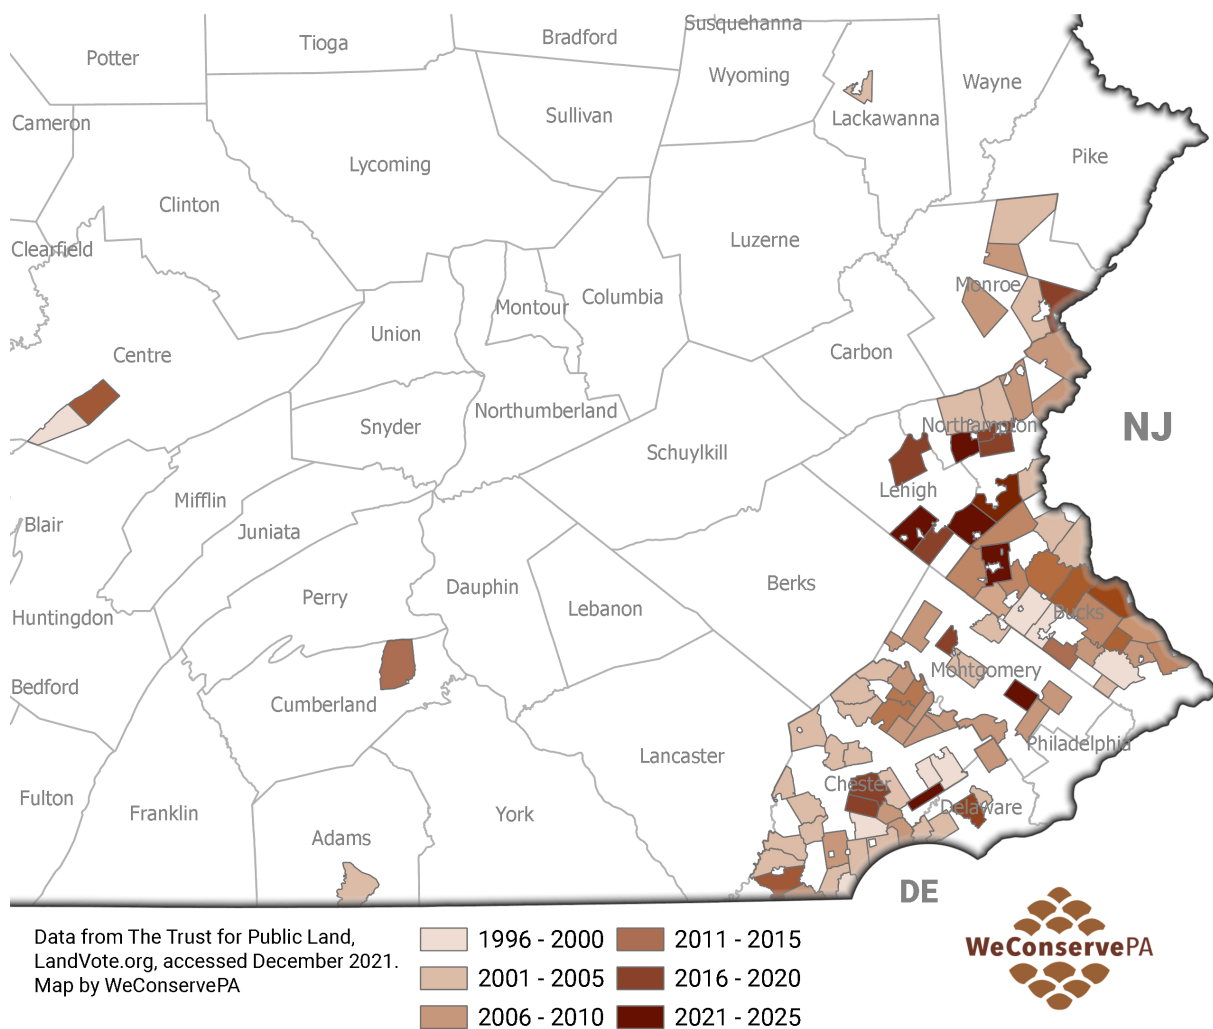 Susquehanna
Tioga
Bradford
Potter
Wyoming
Wayne
Sullivan
Lackawanna
Cameron
Pike
Lycoming
Clinton
Luzerne
Clearfield
Monroe
Columbia
Montour
Union
Carbon
Centre
Northumberland
Snyder
Northampton
NJ
Schuylkill
Lehigh
Mifflin
Blair
Juniata
Berks
Dauphin
Perry
Lebanon
Bucks
Huntingdon
Montgomery
Bedford
Cumberland
Philadelphia
Lancaster
Chester
Fulton
Delaware
Franklin
York
Adams
DE
Data from The Trust for Public Land,
LandVote.org, accessed December 2021.
Map by WeConservePA
1996 - 2000
2001 - 2005
2006 - 2010
2011 - 2015
2016 - 2020
2021 - 2025
WeConservePA